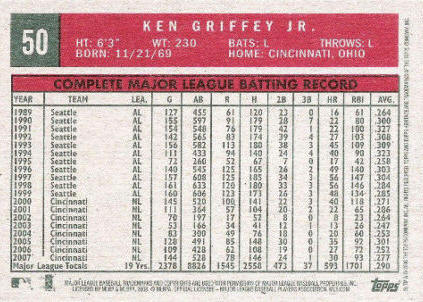 50
KEN GRIFFEY JR.
HT: 6'3" WT: 230 BATS: L THROWS: L
BORN: 11/21/69 HOME: CINCINNATI, OHIO
COMPLETE MAJOR LEAGUE BATTING RECORD
YEAR TEAM LEA. G AB R H 2B 3B HR RBI AVG.
1989 Seattle AL 127 455 61 120 23 0 16 61 .264
1990 Seattle AL 155 597 91 179 28 7 22 80 .300
1991 Seattle AL 154 548 76 179 42 1 22 100 .327
1992 Seattle AL 142 565 83 174 39 4 27 103 .308
1993 Seattle AL 156 582 113 180 38 3 45 109 .309
1994 Seattle AL 111 433 94 140 24 4 40 90 .323
1995 Seattle AL 72 260 52 67 7 0 17 42 .258
1996 Seattle AL 140 545 125 165 26 2 49 140 .303
1997 Seattle AL 157 608 125 185 34 3 56 147 .304
1998 Seattle AL 161 633 120 180 33 3 56 146 .284
1999 Seattle AL 160 606 123 173 26 3 48 134 .285
2000 Cincinnati NL 145 520 100 141 22 3 40 118 .271
2001 Cincinnati NL 111 364 57 104 20 2 22 65 .286
2002 Cincinnati NL 70 197 17 52 8 0 8 23 .264
2003 Cincinnati NL 53 166 34 41 12 1 13 26 .247
2004 Cincinnati NL 83 300 49 76 18 0 20 60 .253
2005 Cincinnati NL 128 491 85 148 30 0 35 92 .301
2006 Cincinnati NL 109 428 62 108 19 0 27 72 .252
2007 Cincinnati NL 144 528 78 146 24 1 30 93 .277
Major League Totals 19 Yrs. 2378 8826 1545 2558 473 37 593 1701 .290
Topps